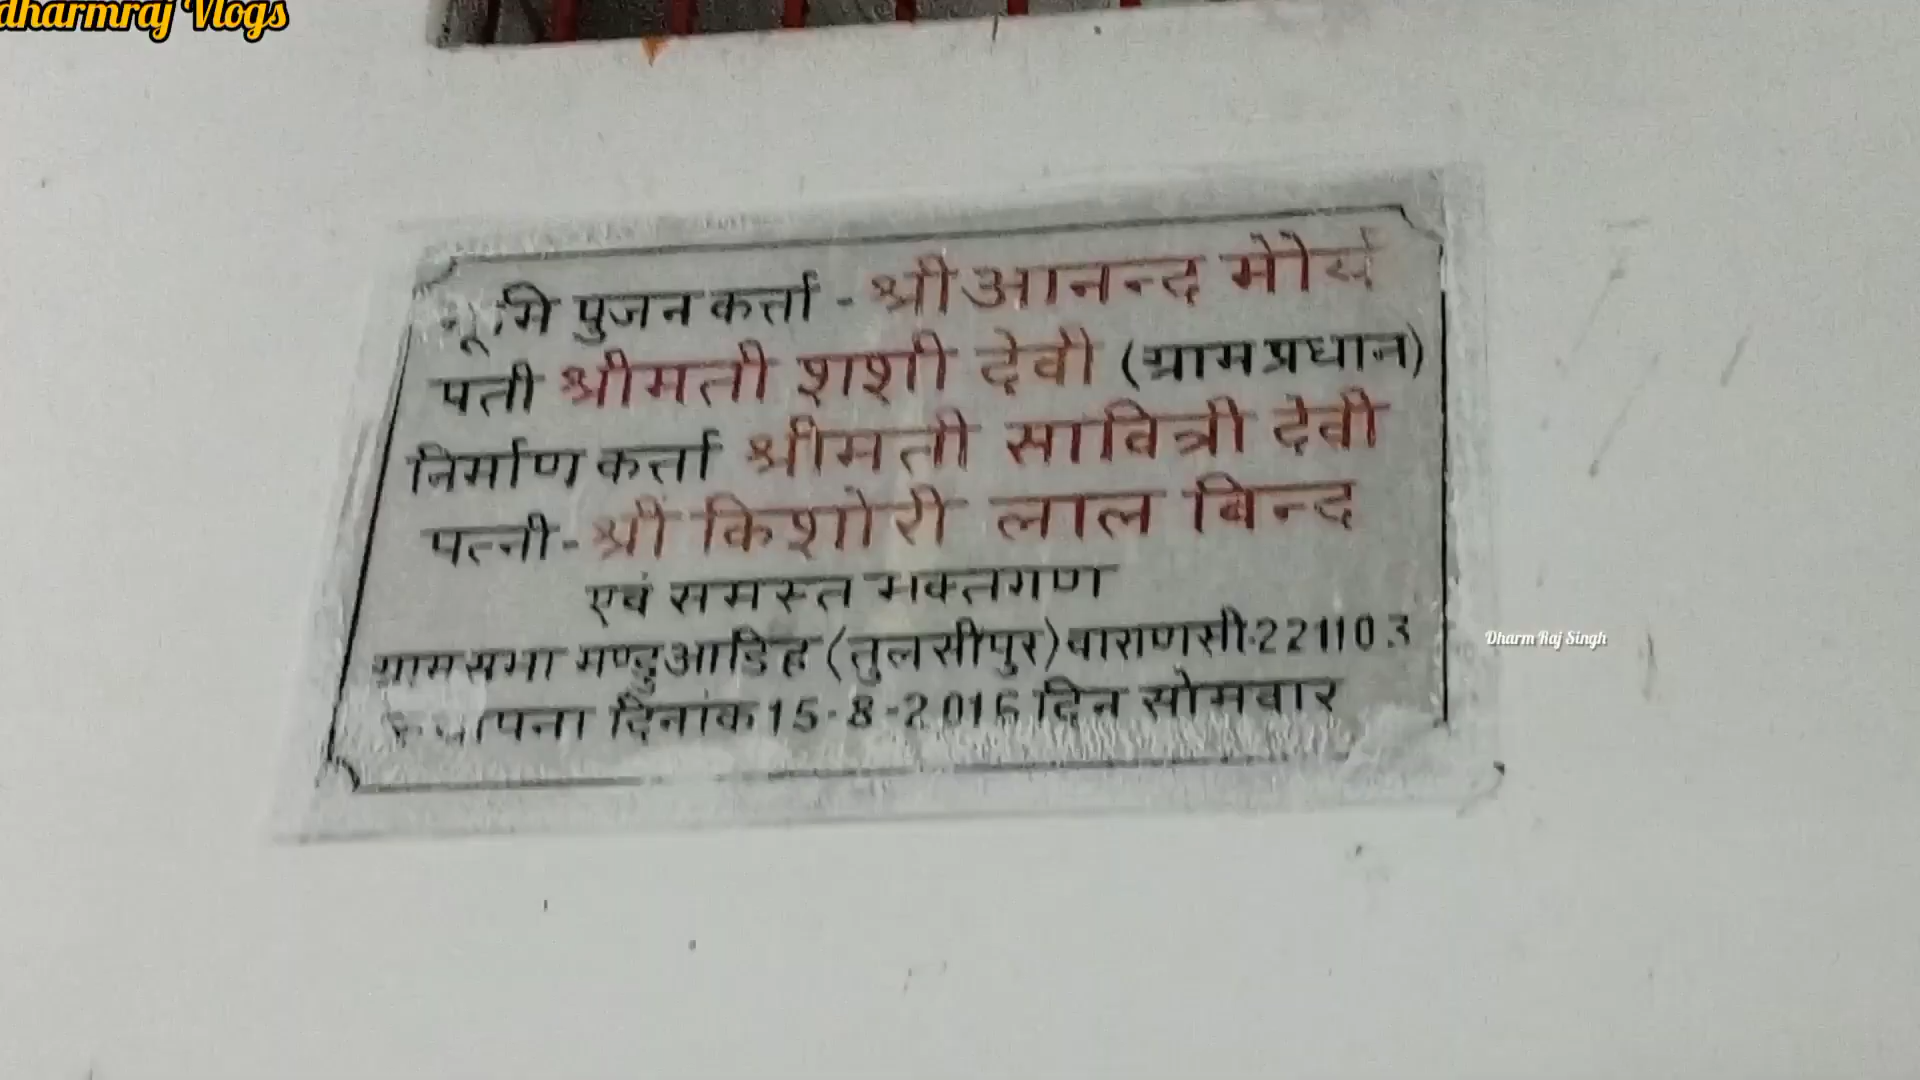 dharmraj Vlogs
भूमि पुजन कर्त्ता - श्री आनन्द मौर्य
पती श्रीमती शशी देवी (ग्राम प्रधान)
निर्माण कर्त्ता श्रीमती सावित्री देवी
पत्नी- श्री किशोरी लाल बिन्द
एवं समस्त भक्तगण
ग्रामसभा मण्डुआडिह (तुलसीपुर) वाराणसी-221103
स्थापना दिनांक 15-8-2016 दिन सोमवार
Dharm Raj Singh